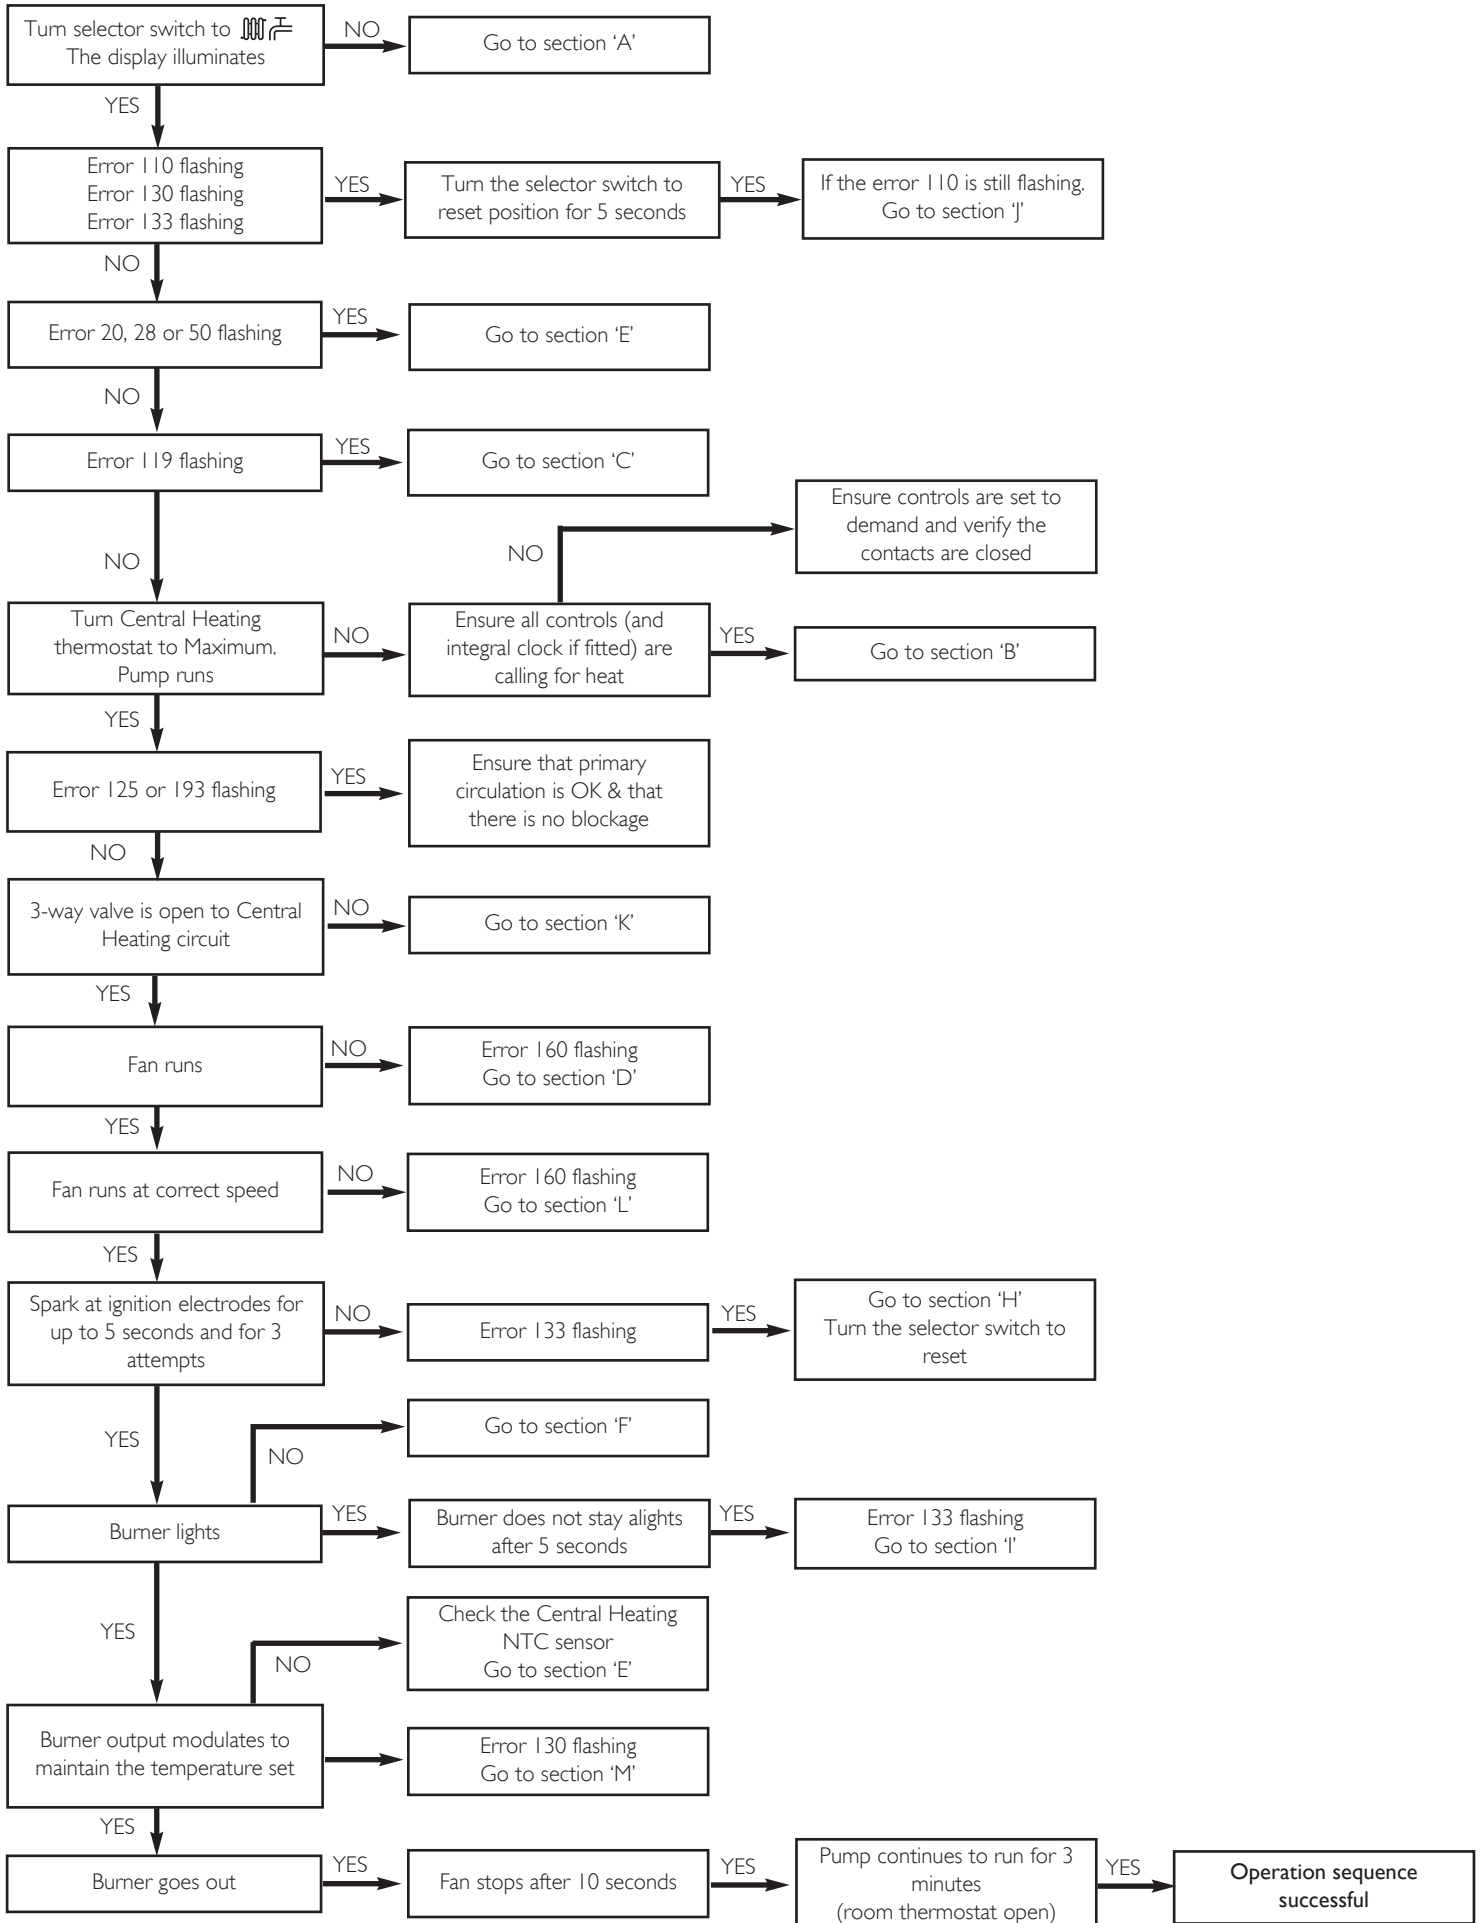 Turn selector switch to
The display illuminates
NO
Go to section ‘A’
YES
Error 110 flashing
Error 130 flashing
Error 133 flashing
YES
Turn the selector switch to
reset position for 5 seconds
YES
If the error 110 is still flashing.
Go to section ‘J’
NO
Error 20, 28 or 50 flashing
YES
Go to section ‘E’
NO
Error 119 flashing
YES
Go to section ‘C’
NO
Turn Central Heating
thermostat to Maximum.
Pump runs
NO
Ensure all controls (and
integral clock if fitted) are
calling for heat
NO
Ensure controls are set to
demand and verify the
contacts are closed
YES
Go to section ‘B’
YES
Error 125 or 193 flashing
YES
Ensure that primary
circulation is OK & that
there is no blockage
NO
3-way valve is open to Central
Heating circuit
NO
Go to section ‘K’
YES
Fan runs
NO
Error 160 flashing
Go to section ‘D’
YES
Fan runs at correct speed
NO
Error 160 flashing
Go to section ‘L’
YES
Spark at ignition electrodes for
up to 5 seconds and for 3
attempts
NO
Error 133 flashing
YES
Go to section ‘H’
Turn the selector switch to
reset
YES
NO
Go to section ‘F’
Burner lights
YES
Burner does not stay alights
after 5 seconds
YES
Error 133 flashing
Go to section ‘I’
YES
NO
Check the Central Heating
NTC sensor
Go to section ‘E’
Burner output modulates to
maintain the temperature set
Error 130 flashing
Go to section ‘M’
YES
Burner goes out
YES
Fan stops after 10 seconds
YES
Pump continues to run for 3
minutes
(room thermostat open)
YES
Operation sequence
successful